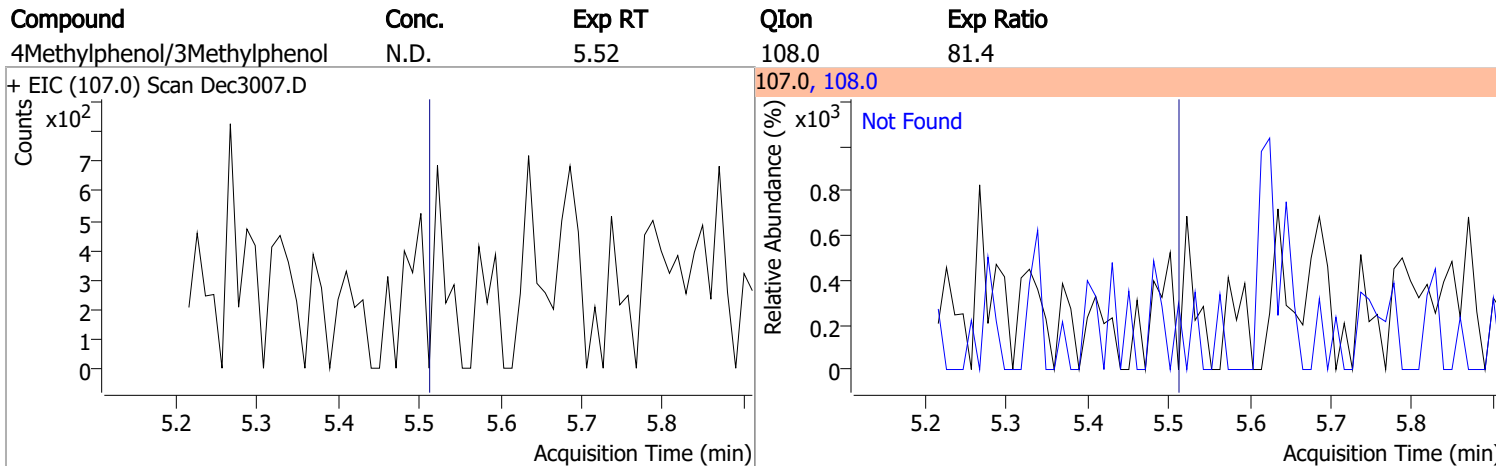 Compound Conc. Exp RT QIon Exp Ratio
4Methylphenol/3Methylphenol N.D. 5.52 108.0 81.4
+ EIC (107.0) Scan Dec3007.D
Counts
x10²
7
6
5
4
3
2
1
0
5.2 5.3 5.4 5.5 5.6 5.7 5.8
Acquisition Time (min)
107.0, 108.0
Relative Abundance (%)
x10³
Not Found
0.8
0.6
0.4
0.2
0
5.2 5.3 5.4 5.5 5.6 5.7 5.8
Acquisition Time (min)